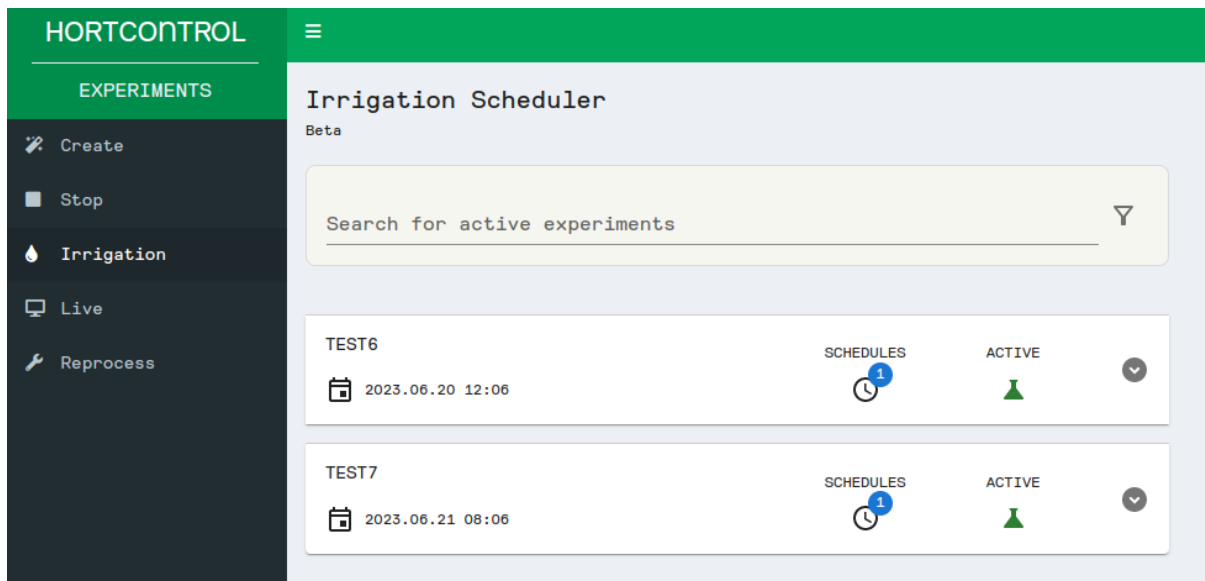 HORTCONTROL
EXPERIMENTS
Create
Stop
Irrigation
Live
Reprocess
Irrigation Scheduler
Beta
Search for active experiments
TEST6
2023.06.20 12:06
SCHEDULES
1
ACTIVE
TEST7
2023.06.21 08:06
SCHEDULES
1
ACTIVE